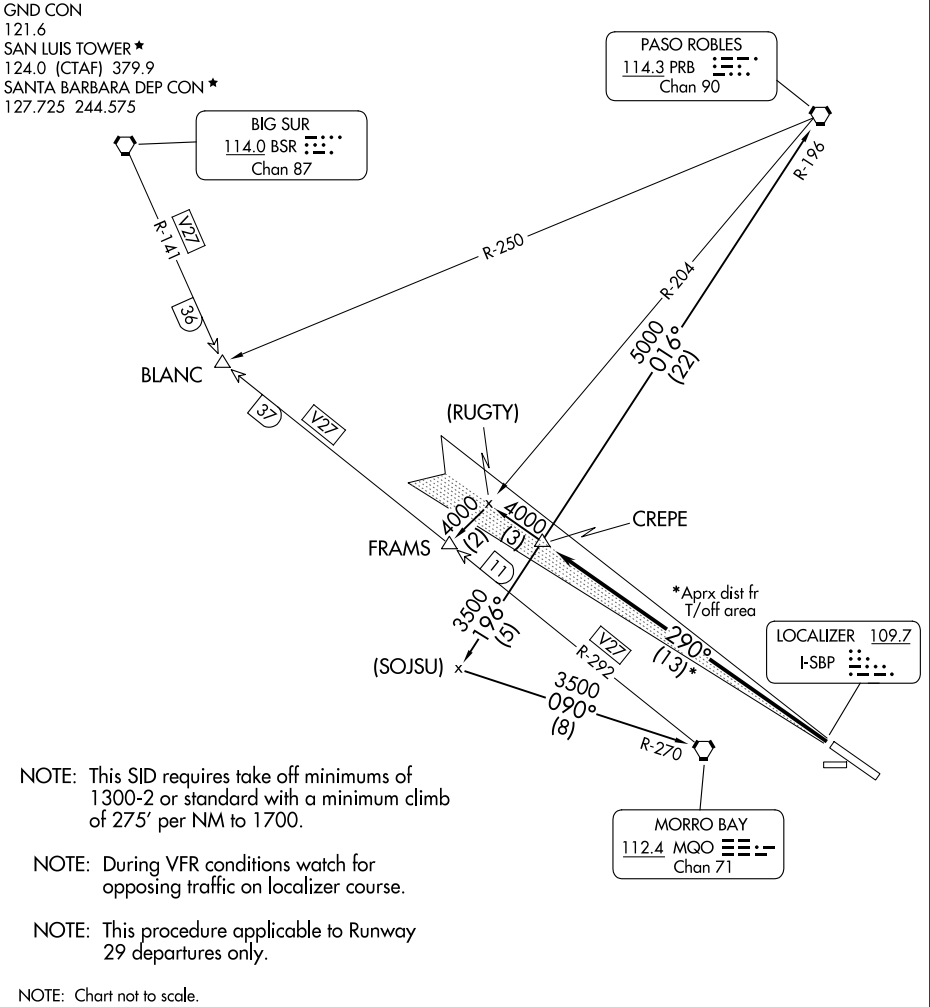 GND CON
121.6
SAN LUIS TOWER ★
124.0 (CTAF) 379.9
SANTA BARBARA DEP CON ★
127.725 244.575
PASO ROBLES
114.3 PRB
Chan 90
BIG SUR
114.0 BSR
Chan 87
R-196
V27
R-141
R-250
R-204
36
5000
016°
(22)
BLANC
37
V27
(RUGTY)
4000
(2)
4000
(3)
CREPE
FRAMS
11
*Aprx dist fr
T/off area
3500
196°
(5)
290°
(13)*
V27
R-292
LOCALIZER 109.7
I-SBP
(SOJSU)
3500
090°
(8)
R-270
NOTE: This SID requires take off minimums of
1300-2 or standard with a minimum climb
of 275' per NM to 1700.
MORRO BAY
112.4 MQO
Chan 71
NOTE: During VFR conditions watch for
opposing traffic on localizer course.
NOTE: This procedure applicable to Runway
29 departures only.
NOTE: Chart not to scale.